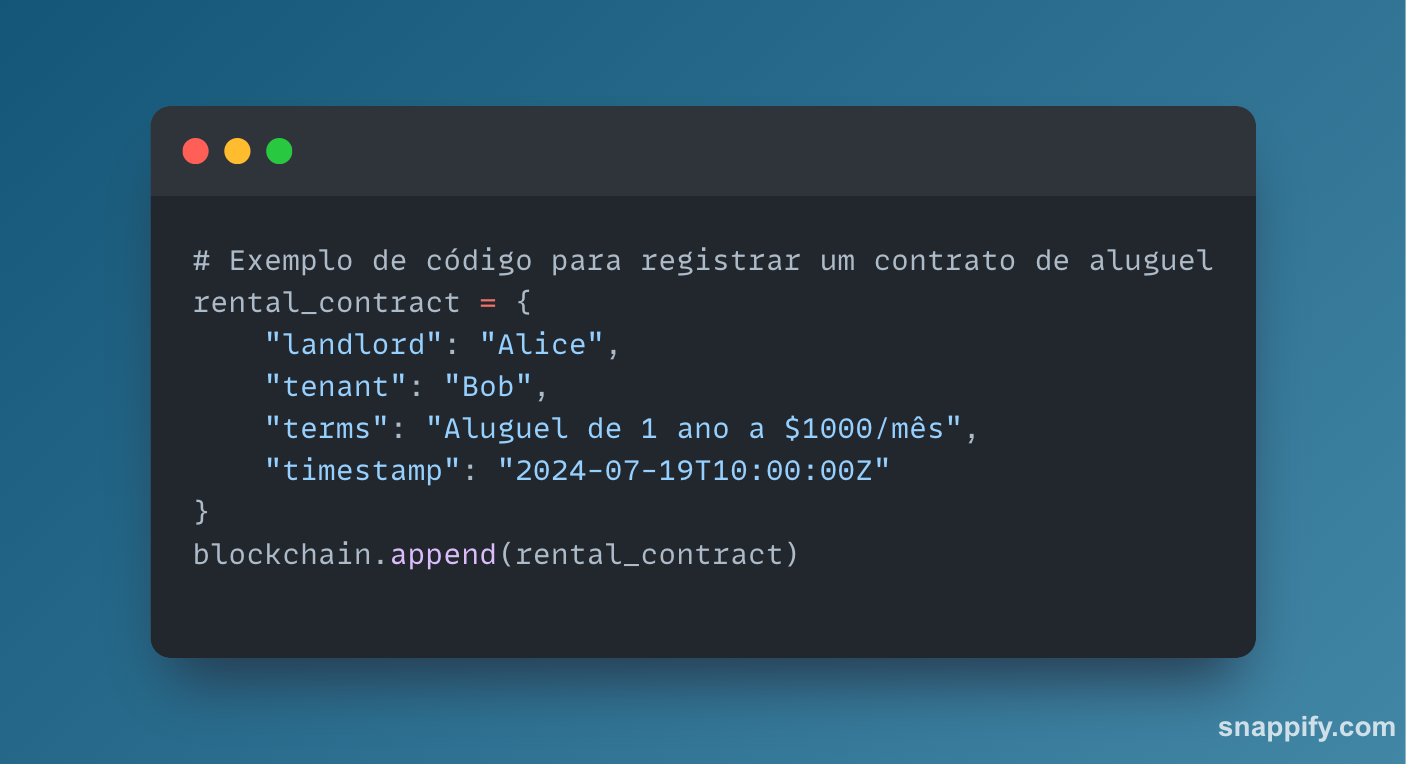 # Exemplo de código para registrar um contrato de aluguel
rental_contract = {
    "landlord": "Alice",
    "tenant": "Bob",
    "terms": "Aluguel de 1 ano a $1000/mês",
    "timestamp": "2024-07-19T10:00:00Z"
}
blockchain.append(rental_contract)
snappify.com